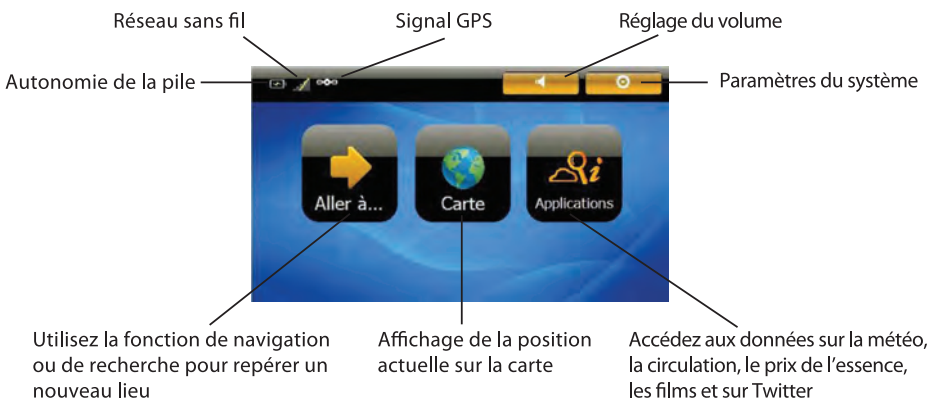 Réseau sans fil
Signal GPS
Réglage du volume
Autonomie de la pile
Paramètres du système
Aller à...
Carte
Applications
Utilisez la fonction de navigation
ou de recherche pour repérer un
nouveau lieu
Affichage de la position
actuelle sur la carte
Accédez aux données sur la météo,
la circulation, le prix de l'essence,
les films et sur Twitter